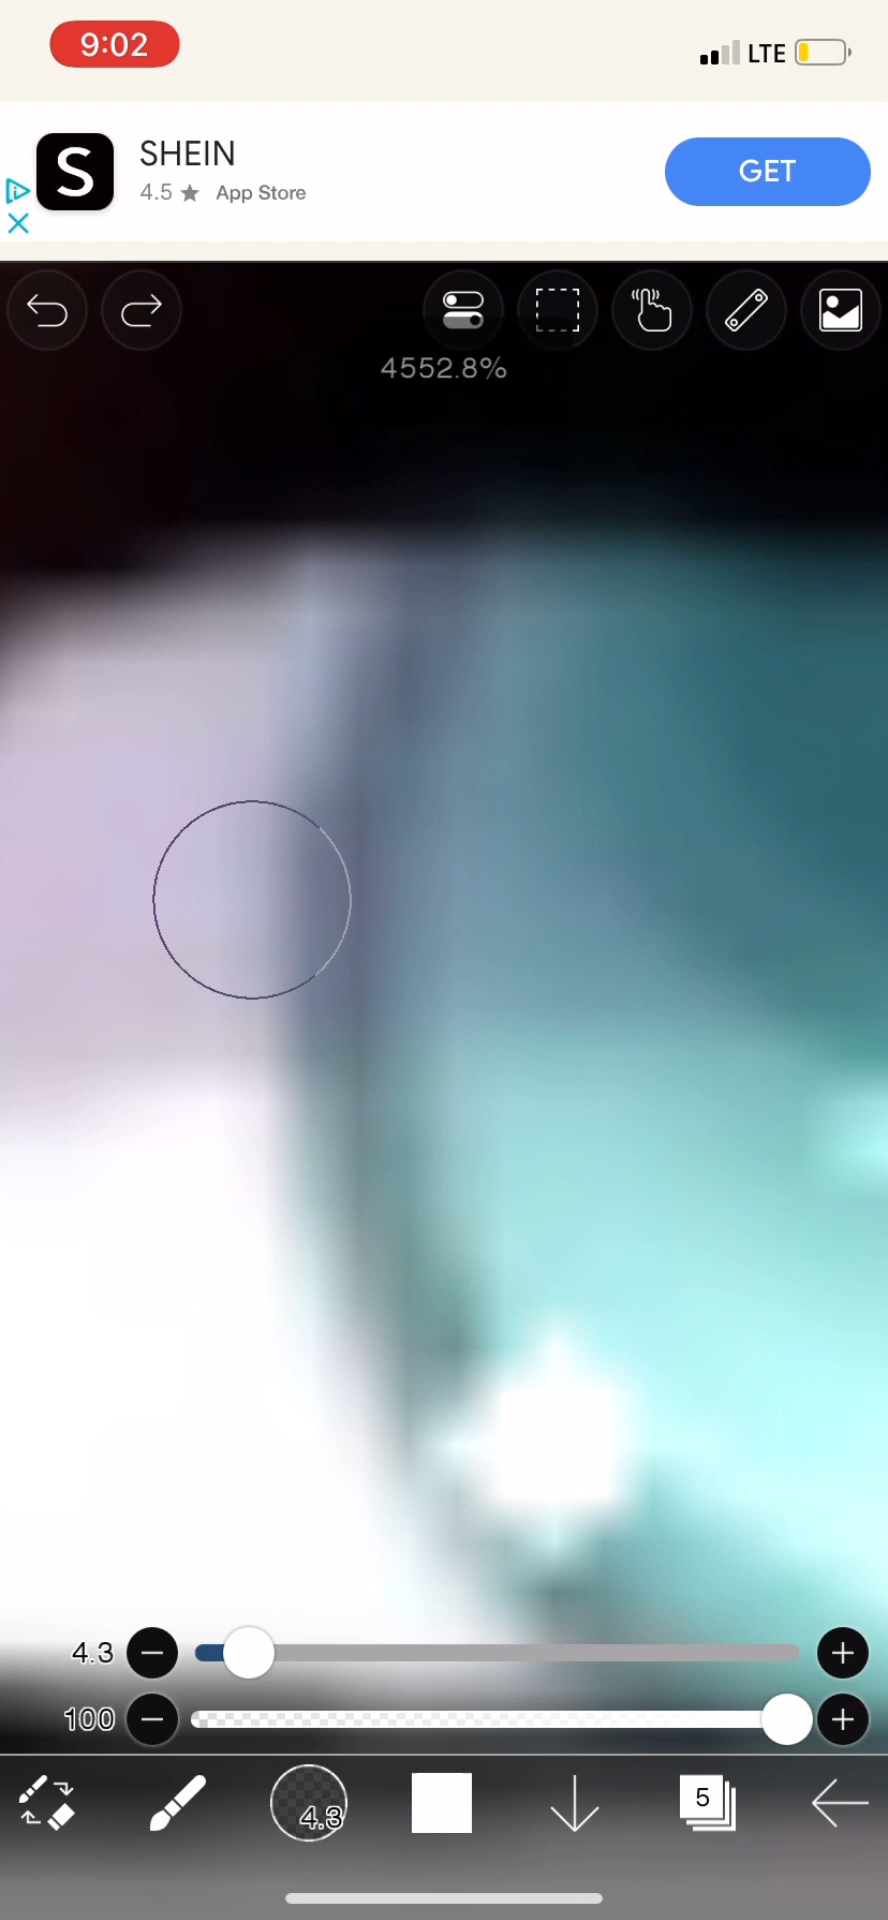 9:02
LTE
S
SHEIN
4.5 ★ App Store
GET
4552.8%
4.3
100
4.3
5